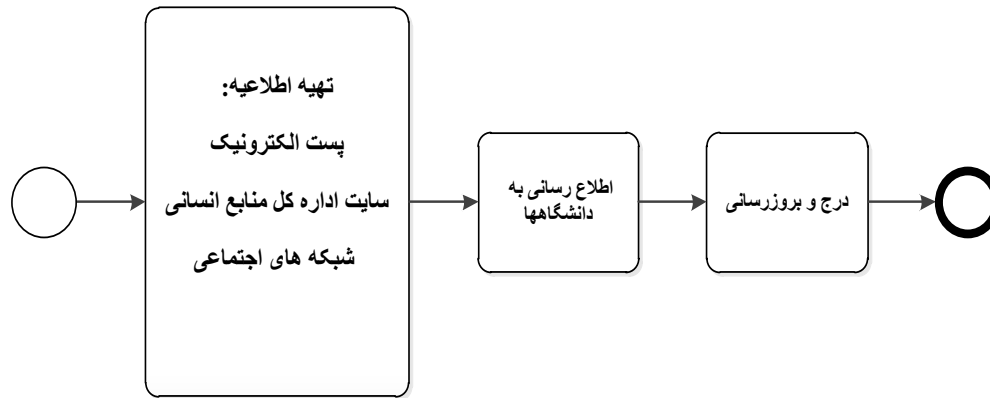 تهیه اطلاعیه:
پست الکترونیک
سایت اداره کل منابع انسانی
شبکه های اجتماعی
اطلاع رسانی به
دانشگاهها
درج و بروزرسانی